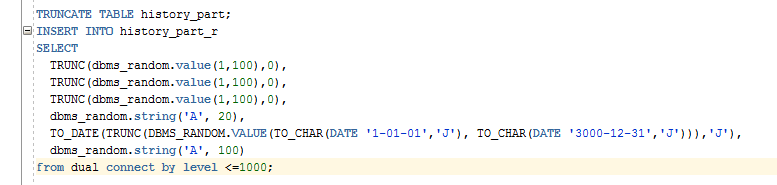 TRUNCATE TABLE history_part;
INSERT INTO history_part_r
SELECT
TRUNC(dbms_random.value(1,100),0),
TRUNC(dbms_random.value(1,100),0),
TRUNC(dbms_random.value(1,100),0),
dbms_random.string('A', 20),
TO_DATE(TRUNC(DBMS_RANDOM.VALUE(TO_CHAR(DATE '1-01-01','J'), TO_CHAR(DATE '3000-12-31','J'))),'J'),
dbms_random.string('A', 100)
from dual connect by level <=1000;